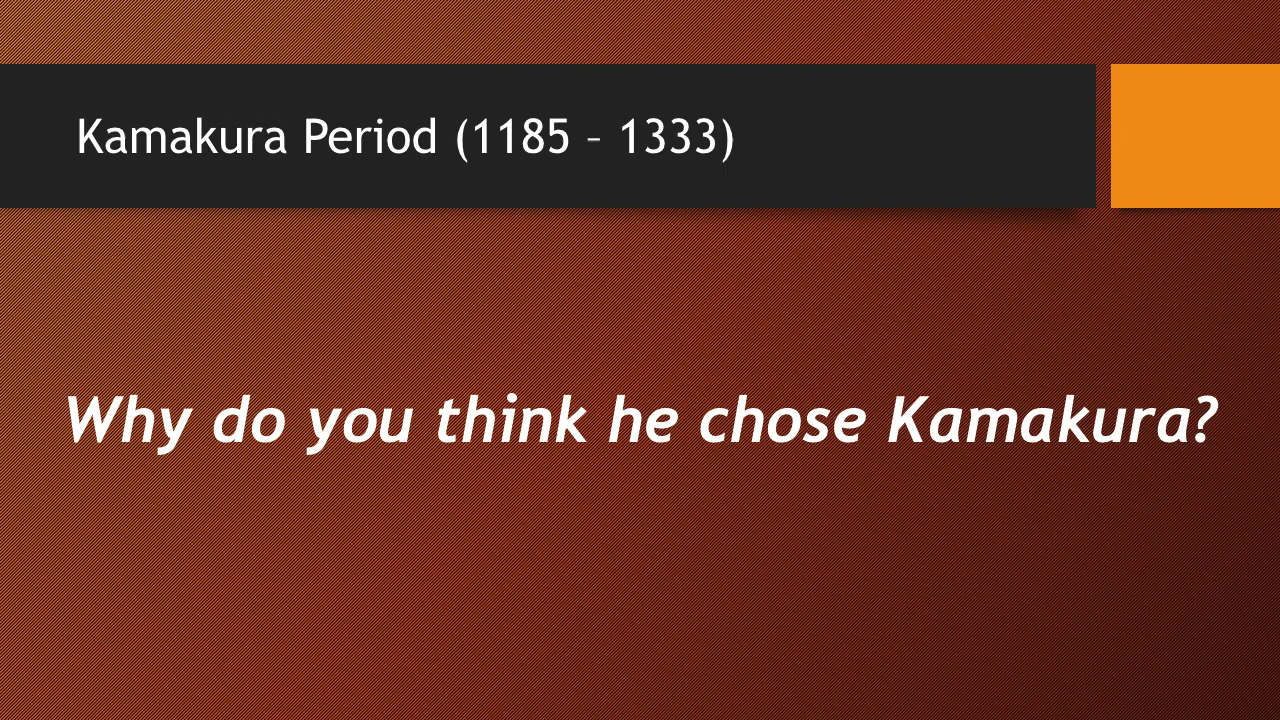 Kamakura Period (1185 – 1333)
Why do you think he chose Kamakura?